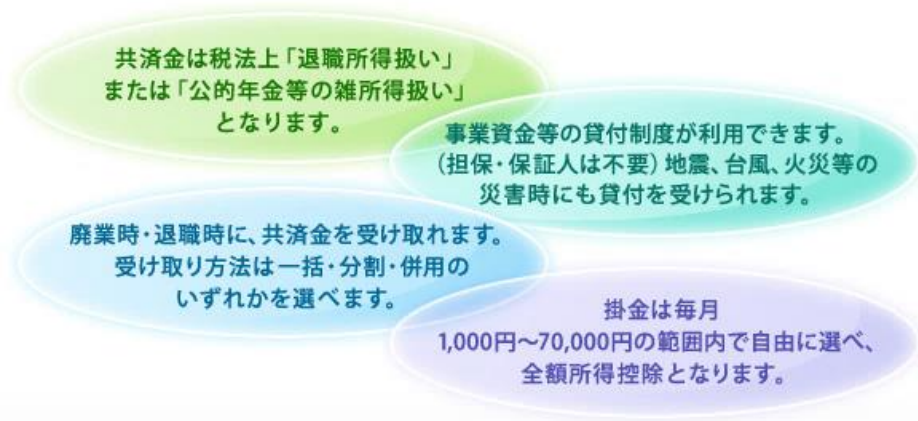 共済金は税法上「退職所得扱い」
または「公的年金等の雑所得扱い」
となります。
事業資金等の貸付制度が利用できます。
(担保・保証人は不要)地震、台風、火災等の
災害時にも貸付を受けられます。
廃業時・退職時に、共済金を受け取れます。
受け取り方法は一括・分割・併用の
いずれかを選べます。
掛金は毎月
1,000円〜70,000円の範囲内で自由に選べ、
全額所得控除となります。